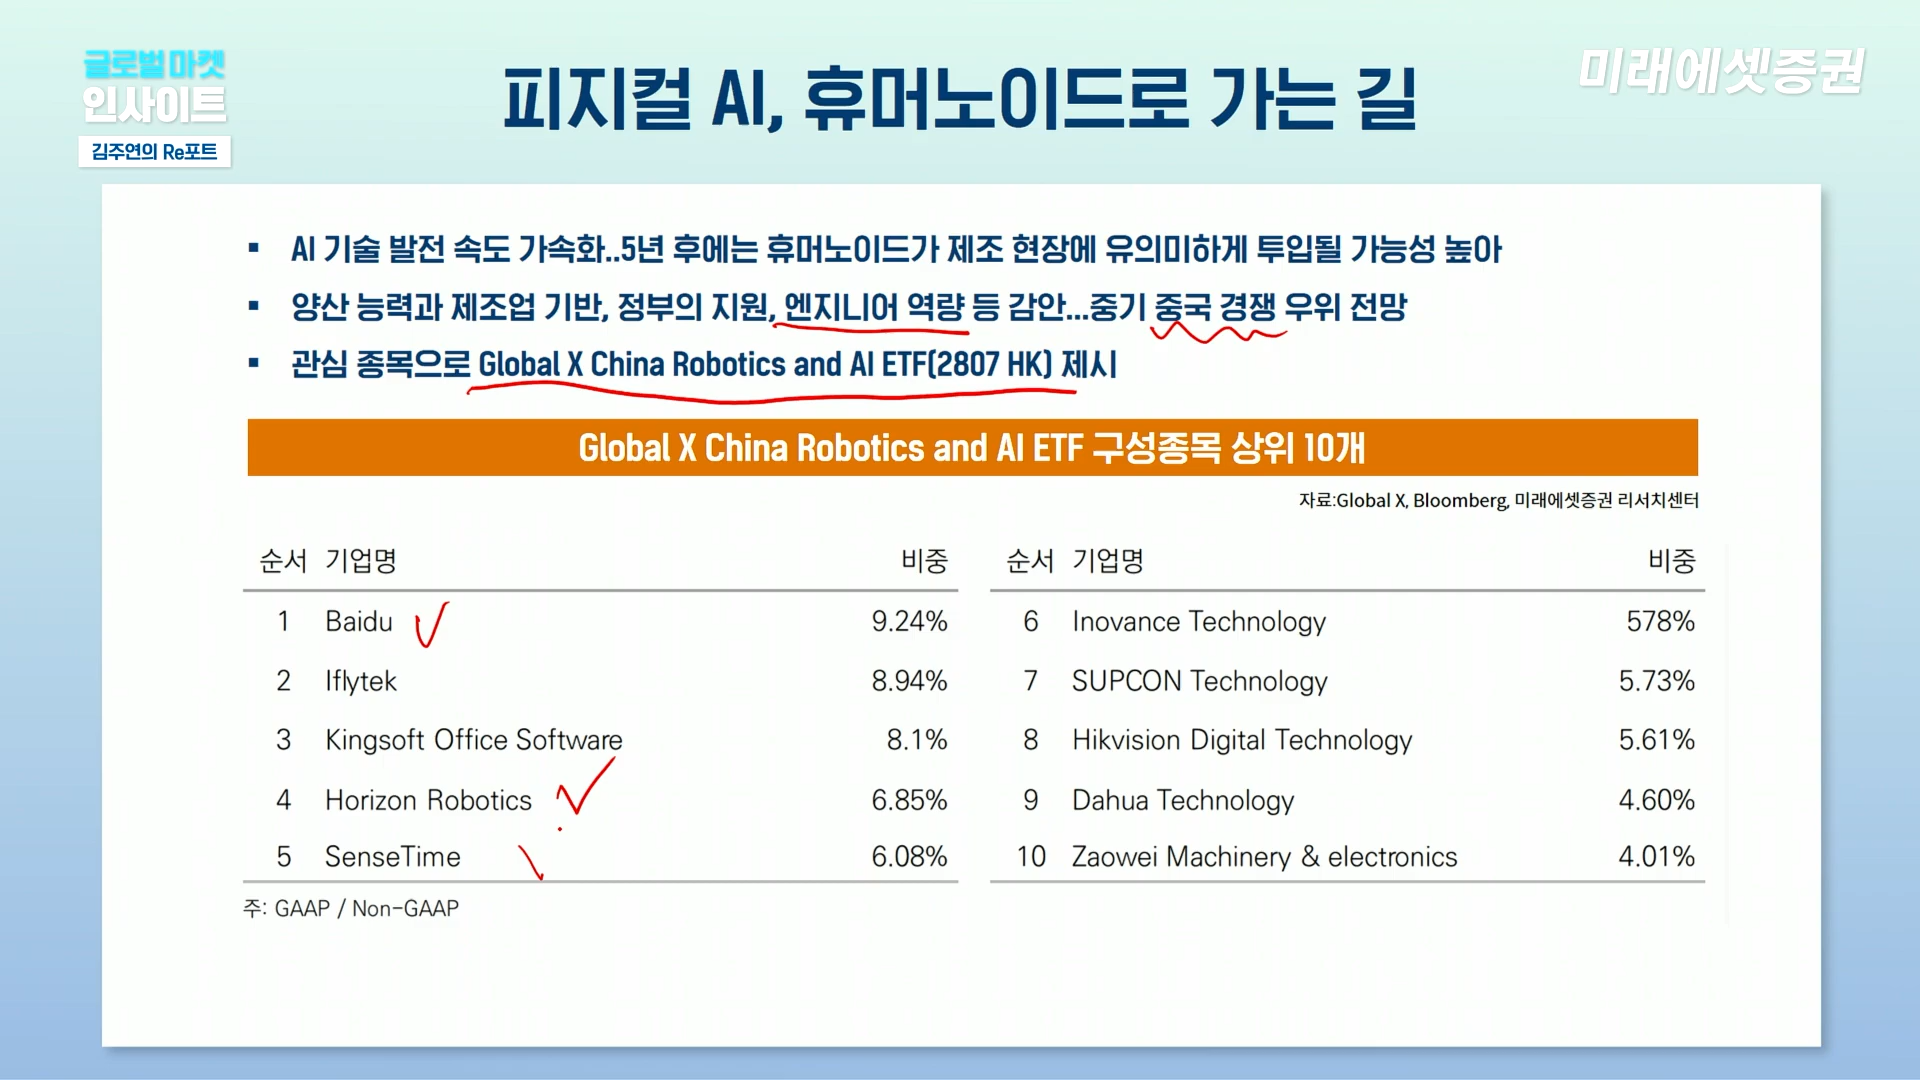 글로벌 마켓
인사이트
김주연의 Re포트
미래에셋증권
피지컬 AI, 휴머노이드로 가는 길
▪ AI 기술 발전 속도 가속화..5년 후에는 휴머노이드가 제조 현장에 유의미하게 투입될 가능성 높아
▪ 양산 능력과 제조업 기반, 정부의 지원, 엔지니어 역량 등 감안...중기 중국 경쟁 우위 전망
▪ 관심 종목으로 Global X China Robotics and AI ETF(2807 HK) 제시
Global X China Robotics and AI ETF 구성종목 상위 10개
자료:Global X, Bloomberg, 미래에셋증권 리서치센터
순서 기업명 비중 순서 기업명 비중
1 Baidu 9.24% 6 Inovance Technology 578%
2 Iflytek 8.94% 7 SUPCON Technology 5.73%
3 Kingsoft Office Software 8.1% 8 Hikvision Digital Technology 5.61%
4 Horizon Robotics 6.85% 9 Dahua Technology 4.60%
5 SenseTime 6.08% 10 Zaowei Machinery & electronics 4.01%
주: GAAP / Non-GAAP